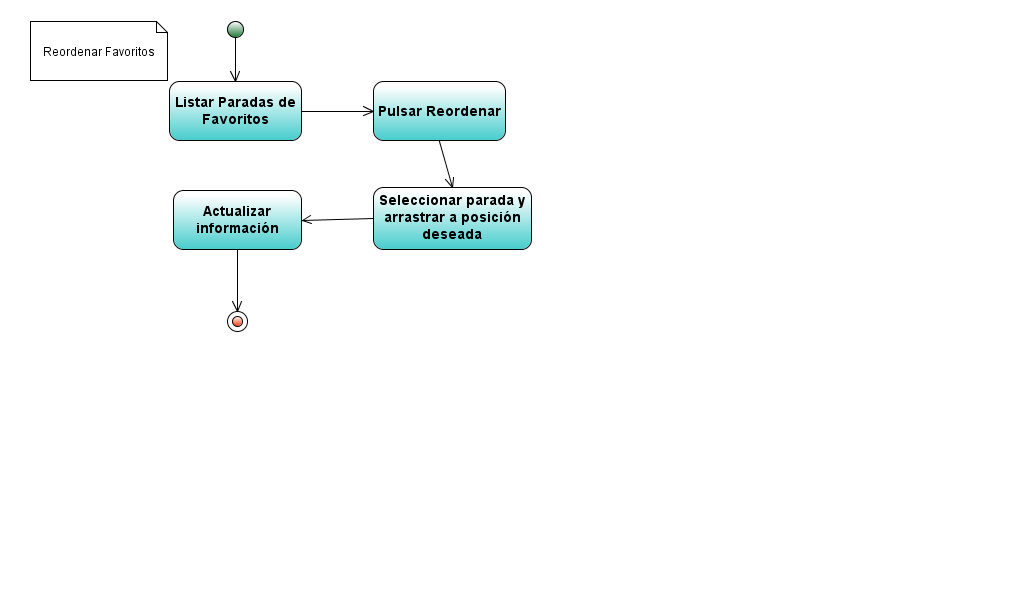 Reordenar Favoritos
Listar Paradas de
Favoritos
Pulsar Reordenar
Seleccionar parada y
arrastrar a posición
deseada
Actualizar
información